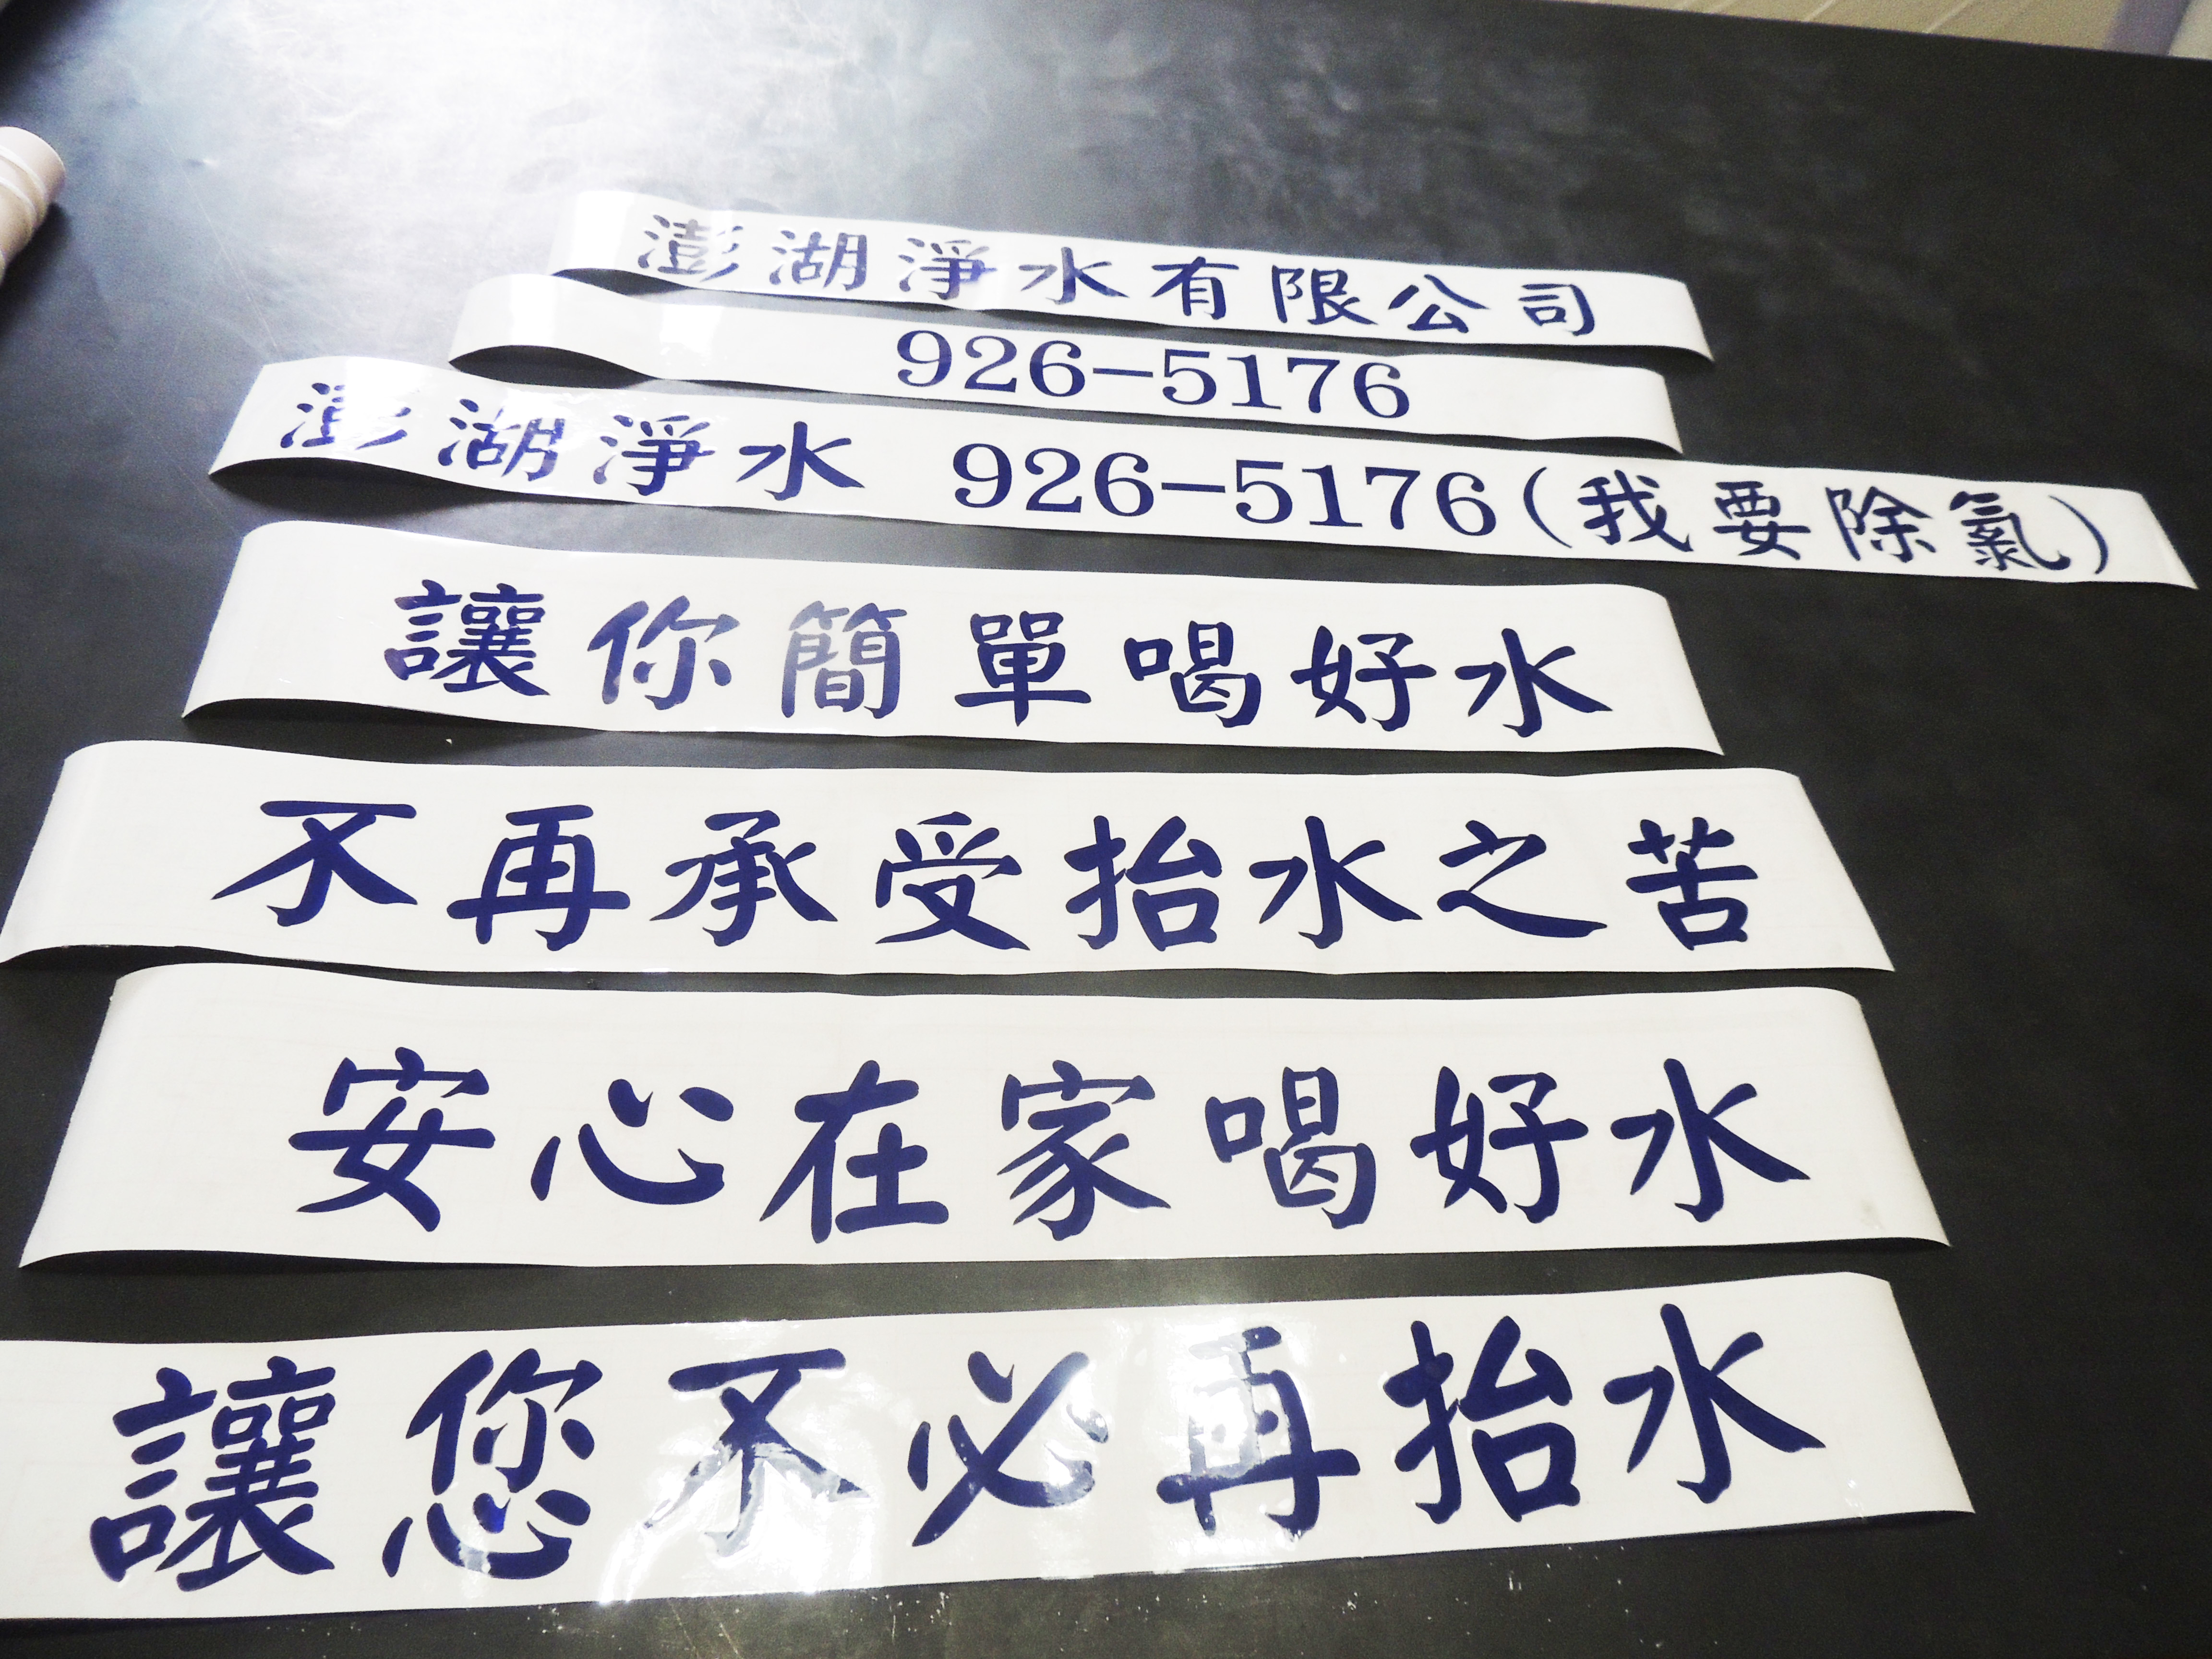 澎湖淨水有限公司
926-5176
澎湖淨水 926-5176(我要除氯)
讓你簡單喝好水
不再承受抬水之苦
安心在家喝好水
讓您不必再抬水